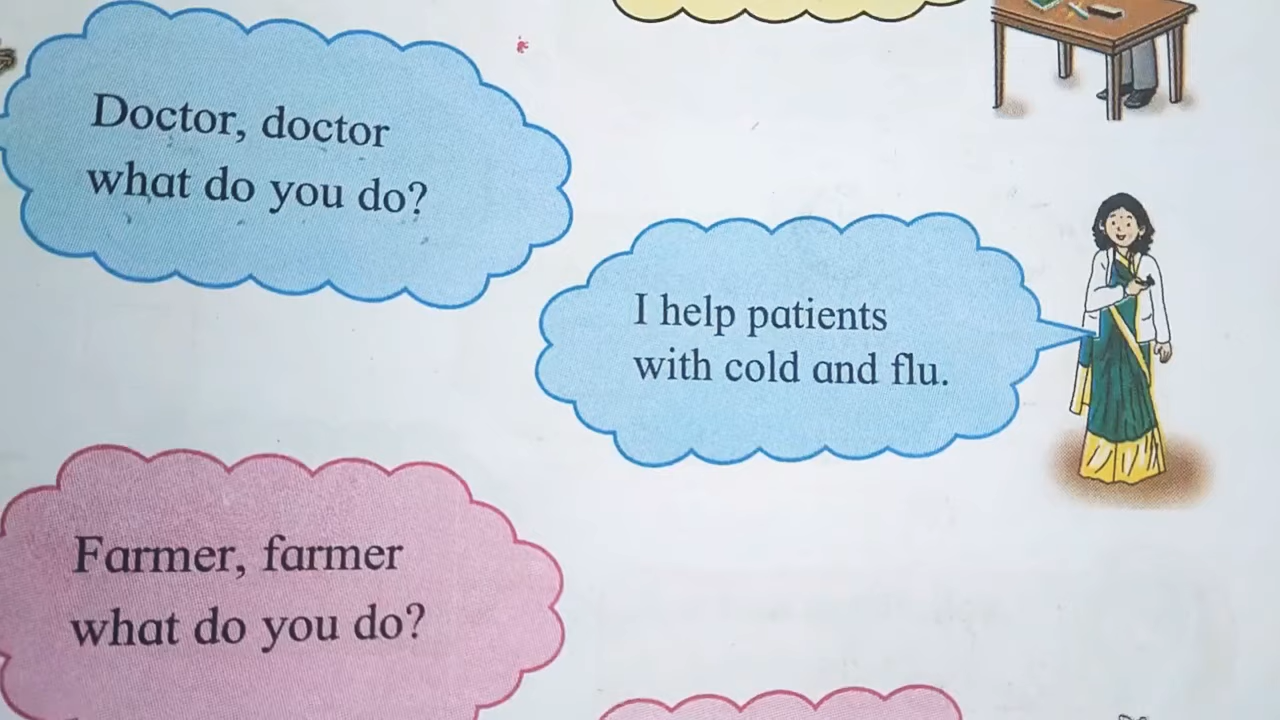 Doctor, doctor
what do you do?
I help patients
with cold and flu.
Farmer, farmer
what do you do?